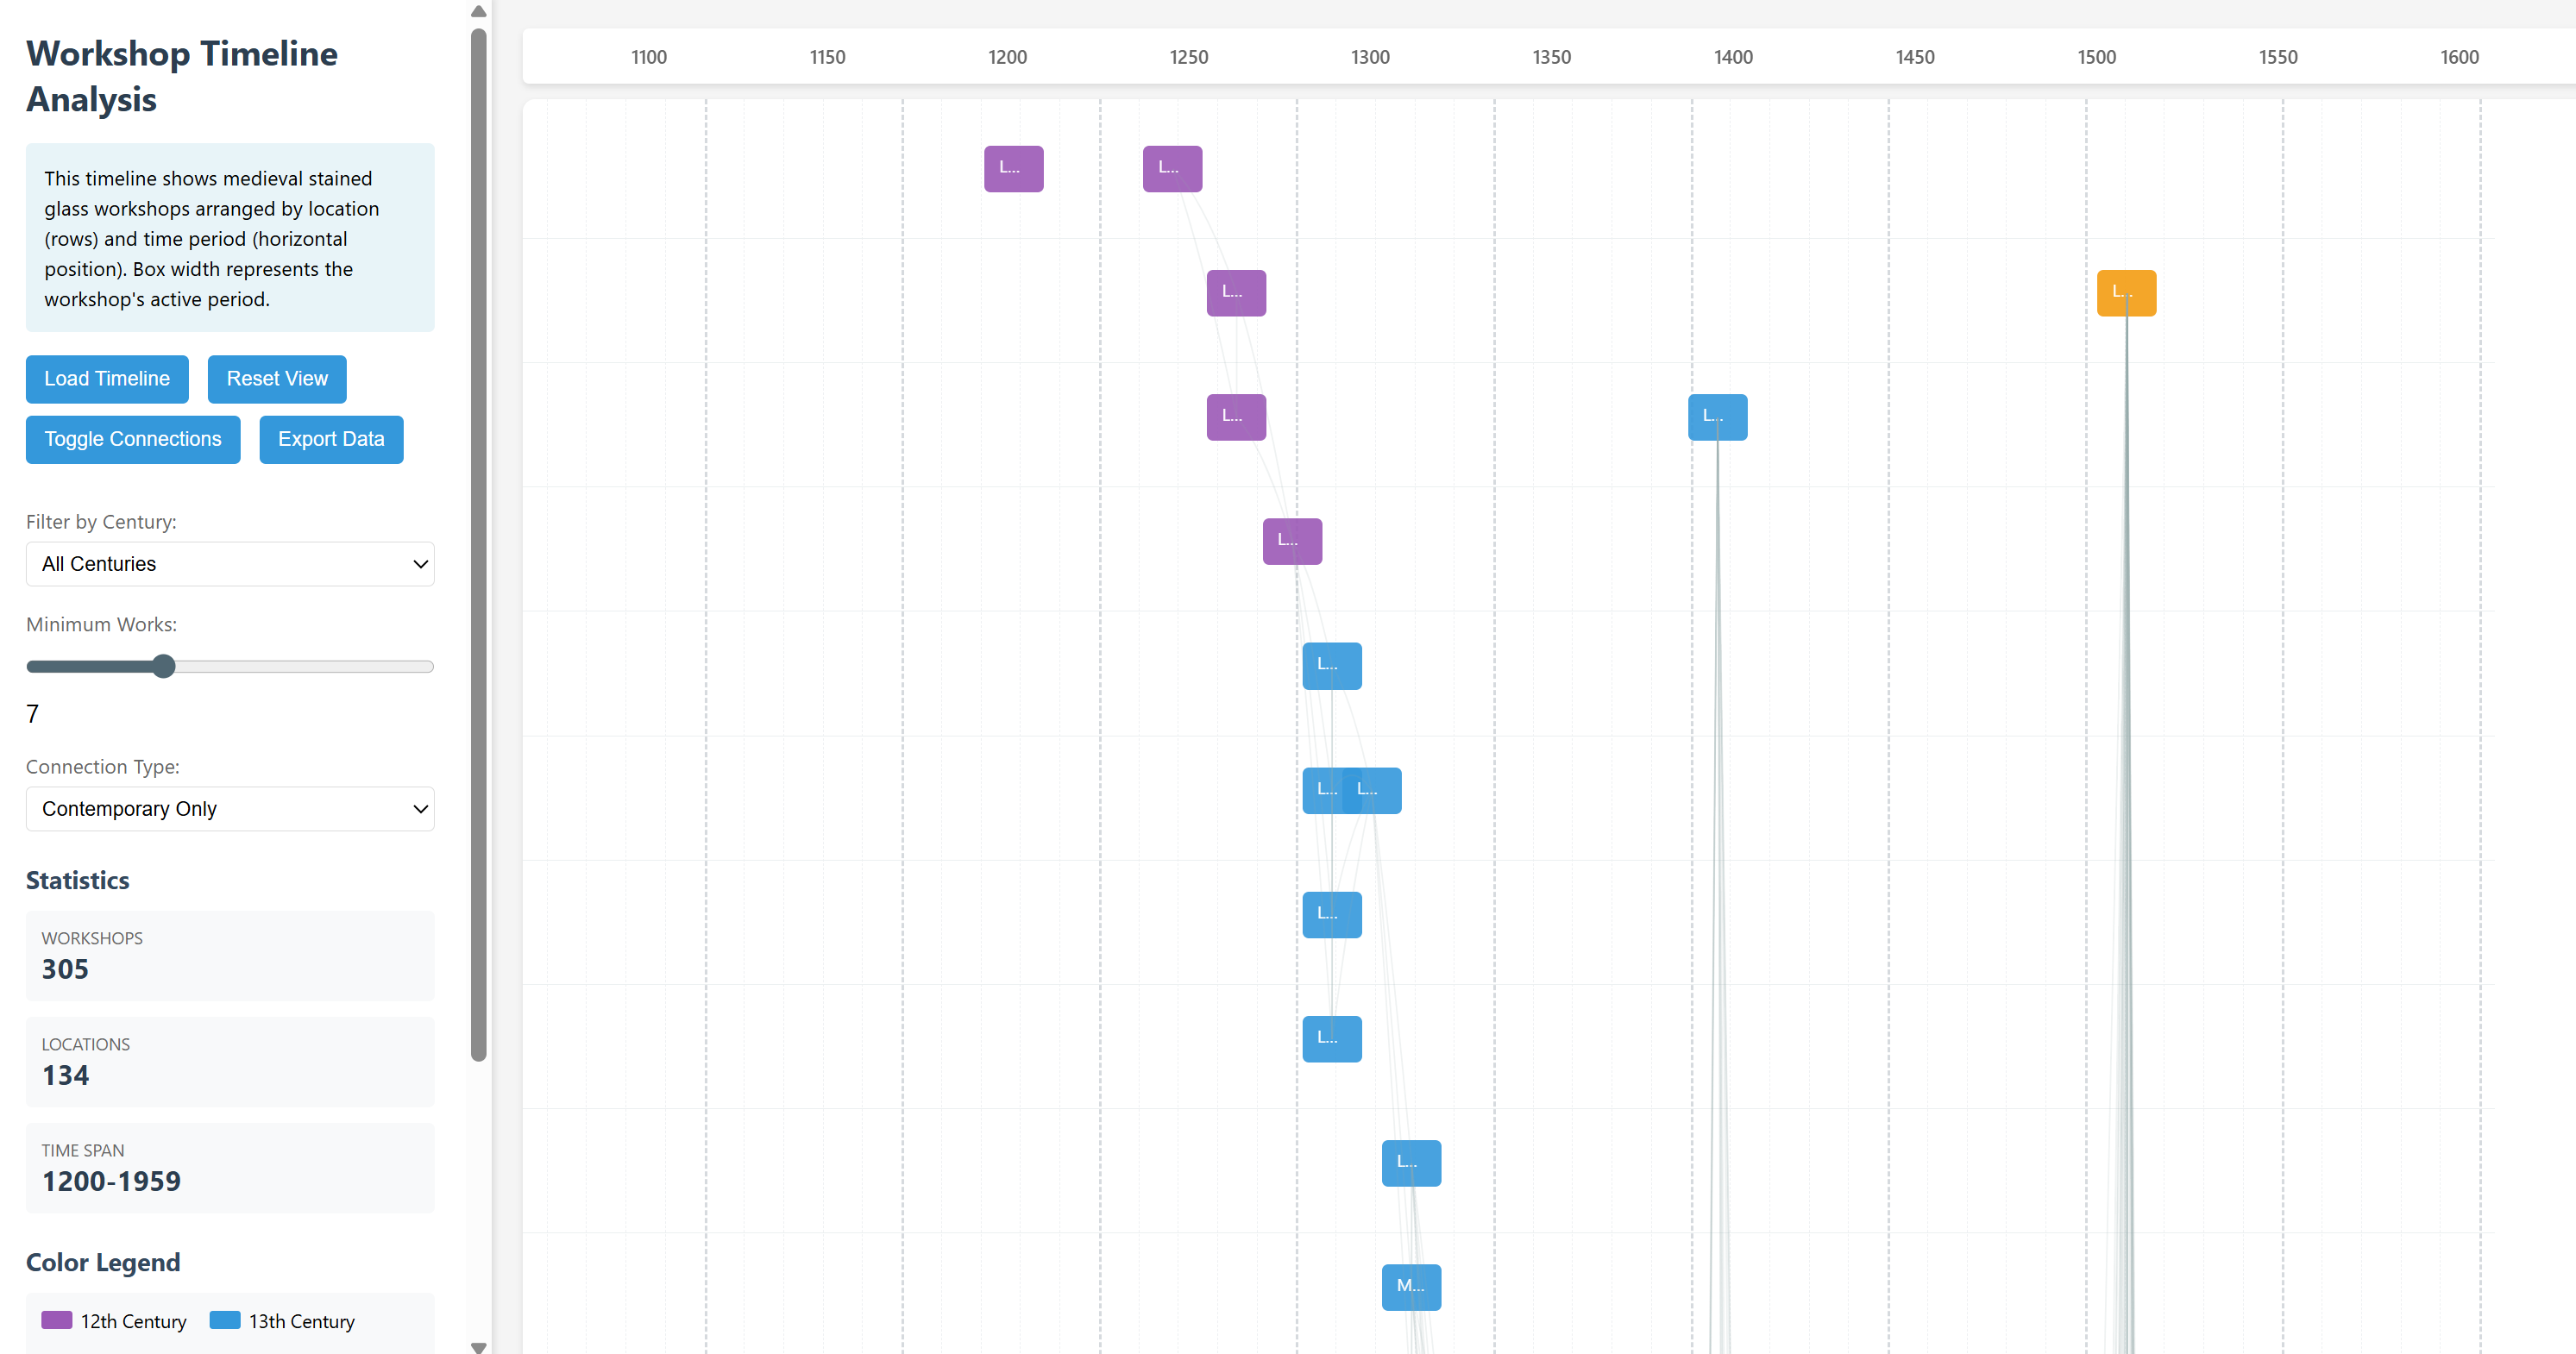 Workshop Timeline
Analysis
This timeline shows medieval stained
glass workshops arranged by location
(rows) and time period (horizontal
position). Box width represents the
workshop's active period.
Load Timeline
Reset View
Toggle Connections
Export Data
Filter by Century:
All Centuries
Minimum Works:
7
Connection Type:
Contemporary Only
Statistics
WORKSHOPS
305
LOCATIONS
134
TIME SPAN
1200-1959
Color Legend
12th Century
13th Century
1100 1150 1200 1250 1300 1350 1400 1450 1500 1550 1600
L... L...
L... L...
L... L...
L...
L...
L... L...
L...
L...
L...
M...